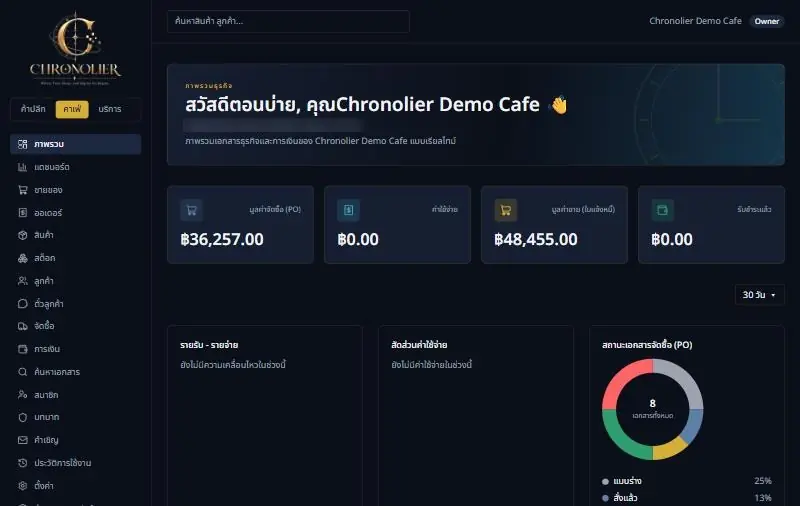 CHRONOLIER
ค้าปลีก
คาเฟ่
บริการ
ภาพรวม
แดชบอร์ด
ขายของ
ออเดอร์
สินค้า
สต็อก
ลูกค้า
ตั๋วลูกค้า
จัดซื้อ
การเงิน
ค้นหาเอกสาร
สมาชิก
บทบาท
คำเชิญ
ประวัติการใช้งาน
ตั้งค่า
ค้นหาสินค้า ลูกค้า...
Chronolier Demo Cafe
Owner
ภาพรวมธุรกิจ
สวัสดีตอนบ่าย, คุณChronolier Demo Cafe 👋
ภาพรวมเอกสารธุรกิจและการเงินของ Chronolier Demo Cafe แบบเรียลไทม์
มูลค่าจัดซื้อ (PO)
฿36,257.00
ค่าใช้จ่าย
฿0.00
มูลค่าขาย (ใบแจ้งหนี้)
฿48,455.00
รับชำระแล้ว
฿0.00
30 วัน
รายรับ - รายจ่าย
ยังไม่มีความเคลื่อนไหวในช่วงนี้
สัดส่วนค่าใช้จ่าย
ยังไม่มีค่าใช้จ่ายในช่วงนี้
สถานะเอกสารจัดซื้อ (PO)
8
เอกสารทั้งหมด
แบบร่าง 25%
สั่งแล้ว 13%